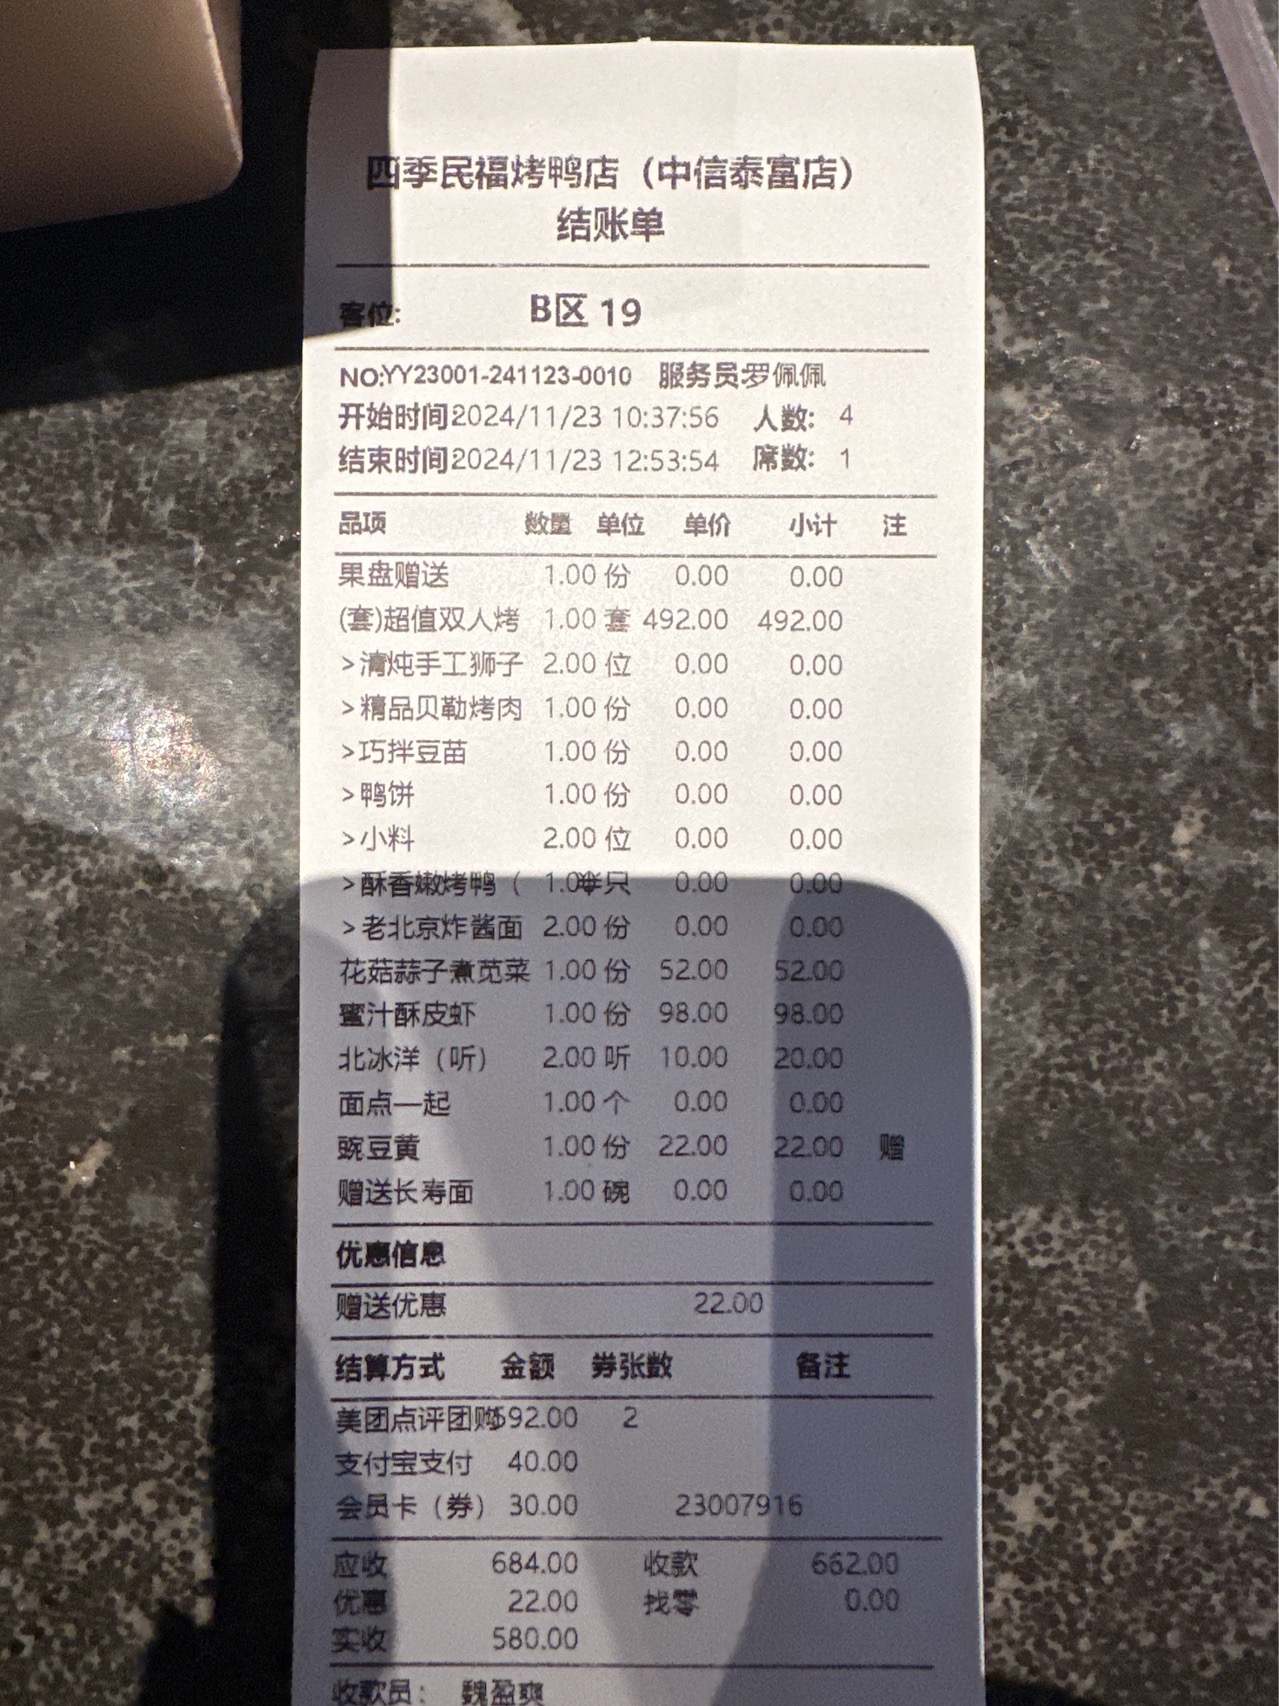 四季民福烤鸭店（中信泰富店）
结账单
客位: B区 19
NO:YY23001-241123-0010 服务员:罗佩佩
开始时间2024/11/23 10:37:56 人数: 4
结束时间2024/11/23 12:53:54 席数: 1
品项 数量 单位 单价 小计 注
果盘赠送 1.00 份 0.00 0.00
(套)超值双人烤 1.00 套 492.00 492.00
>清炖手工狮子 2.00 位 0.00 0.00
>精品贝勒烤肉 1.00 份 0.00 0.00
>巧拌豆苗 1.00 份 0.00 0.00
>鸭饼 1.00 份 0.00 0.00
>小料 2.00 位 0.00 0.00
>酥香嫩烤鸭（ 1.00半只 0.00 0.00
>老北京炸酱面 2.00 份 0.00 0.00
花菇蒜子煮苋菜 1.00 份 52.00 52.00
蜜汁酥皮虾 1.00 份 98.00 98.00
北冰洋（听） 2.00 听 10.00 20.00
面点一起 1.00 个 0.00 0.00
豌豆黄 1.00 份 22.00 22.00 赠
赠送长寿面 1.00 碗 0.00 0.00
优惠信息
赠送优惠 22.00
结算方式 金额 券张数 备注
美团点评团购592.00 2
支付宝支付 40.00
会员卡（券） 30.00 23007916
应收 684.00 收款 662.00
优惠 22.00 找零 0.00
实收 580.00
收款员: 魏盈爽